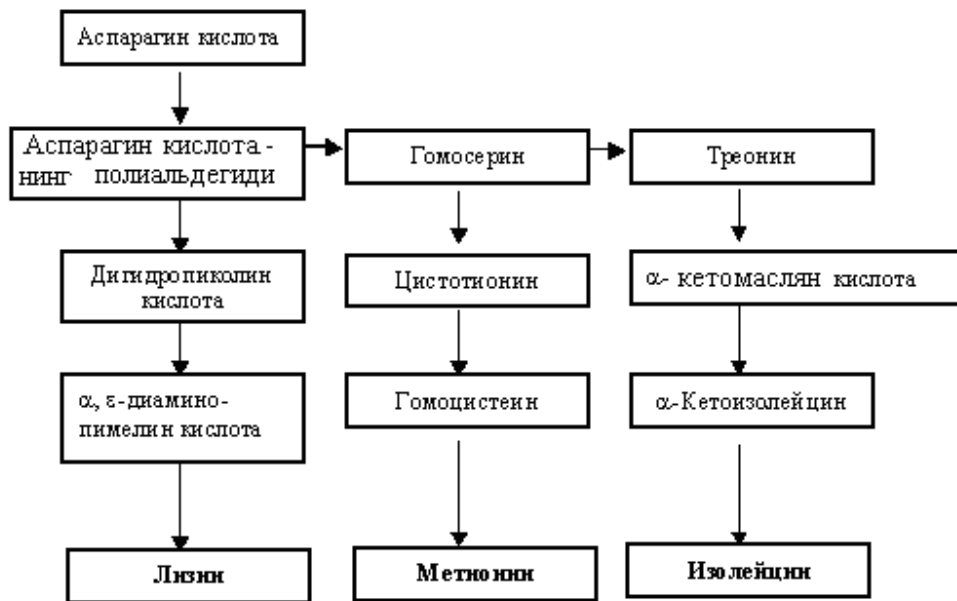 Аспарагин кислота
Аспарагин кислота -
нинг полиальдегиди
Гомосерин
Треонин
Дигидропиколин
кислота
Цистотионин
α- кетомаслян кислота
α, ε-диамино-
пимелин кислота
Гомоцистеин
α-Кетоизолейцин
Лизин
Метионин
Изолейцин